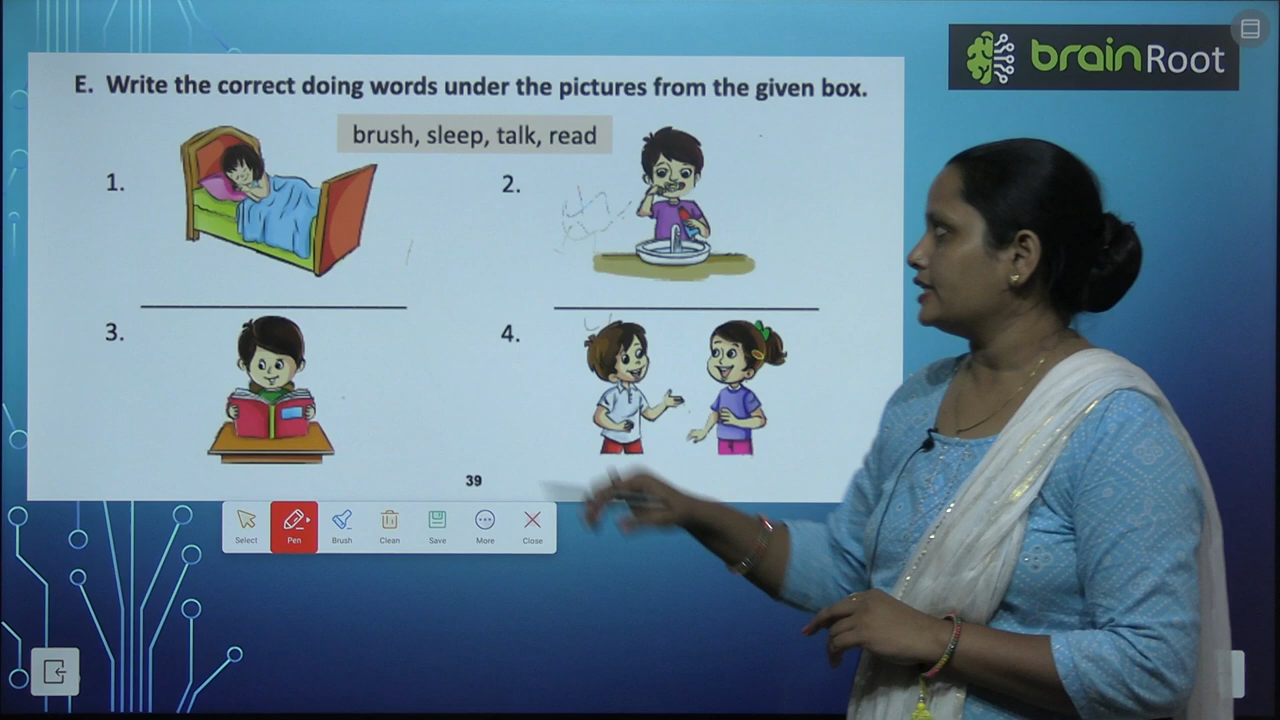 brainRoot
E. Write the correct doing words under the pictures from the given box.
brush, sleep, talk, read
1.
2.
3.
4.
39
Select Pen Brush Clean Save More Close